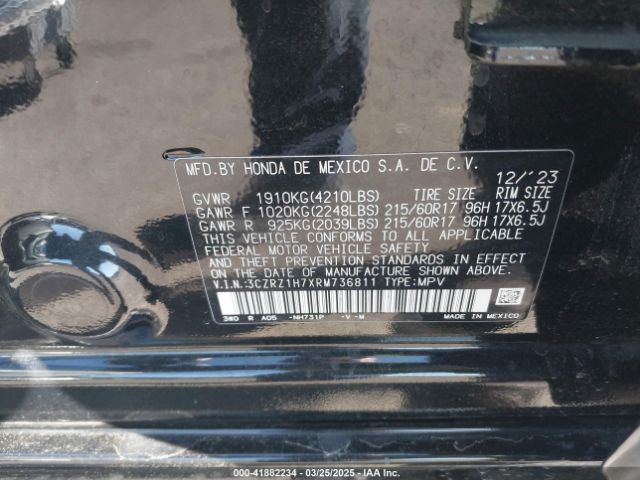 MFD.BY HONDA DE MEXICO S.A. DE C.V.
12/'23
GVWR 1910KG(4210LBS) TIRE SIZE RIM SIZE
GAWR F 1020KG(2248LBS) 215/60R17 96H 17X6.5J
GAWR R 925KG(2039LBS) 215/60R17 96H 17X6.5J
THIS VEHICLE CONFORMS TO ALL APPLICABLE
FEDERAL MOTOR VEHICLE SAFETY
AND THEFT PREVENTION STANDARDS IN EFFECT
ON THE DATE OF MANUFACTURE SHOWN ABOVE.
V.I.N.:3CZRZ1H7XRM736811 TYPE:MPV
3W0 R A05 -NH731P -V-M MADE IN MEXICO
000-41882234 - 03/25/2025 - IAA Inc.